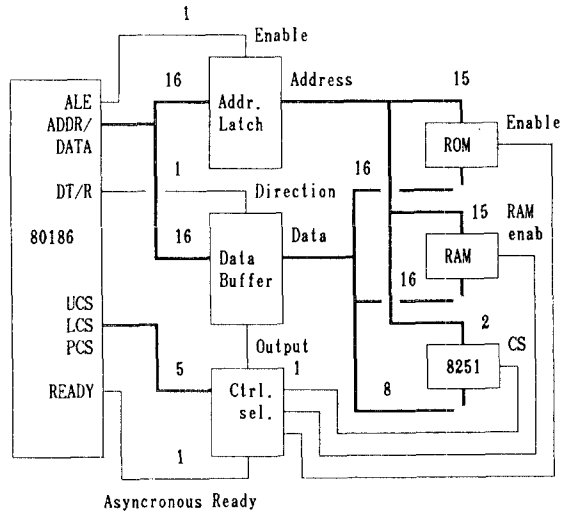 1
Enable
16
Address
15
ALE
ADDR/
DATA
Addr.
Latch
ROM
Enable
1
16
DT/R
Direction
15
RAM
enab
80186
16
Data
Buffer
Data
RAM
16
UCS
LCS
PCS
2
Output
CS
5
1
8251
READY
Ctrl.
sel.
8
1
Asyncronous Ready